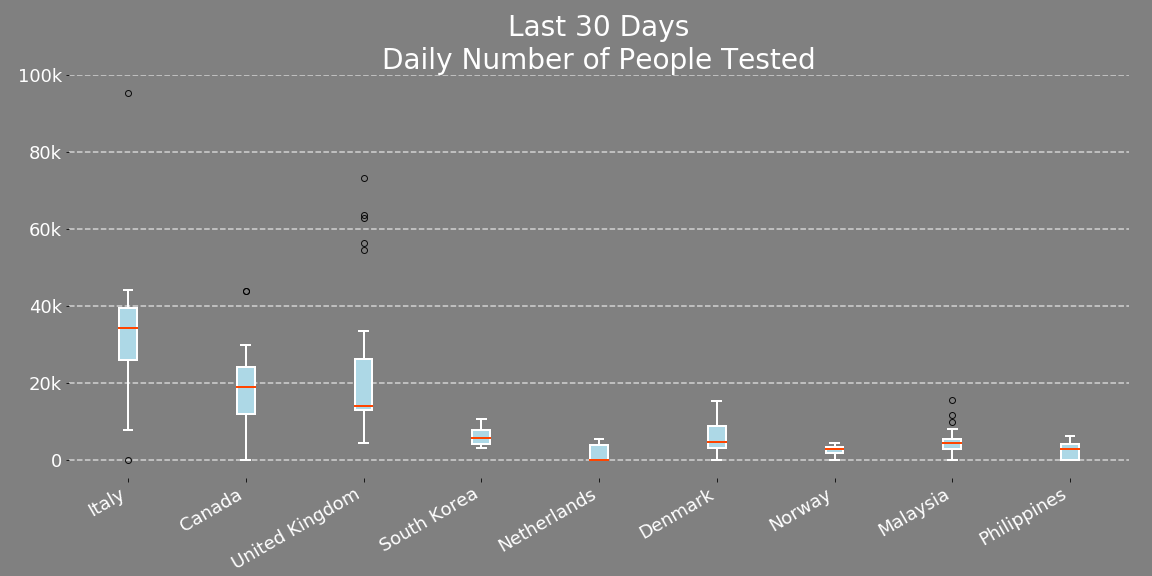 Last 30 Days
Daily Number of People Tested
100k
80k
60k
40k
20k
0
Italy
Canada
United Kingdom
South Korea
Netherlands
Denmark
Norway
Malaysia
Philippines